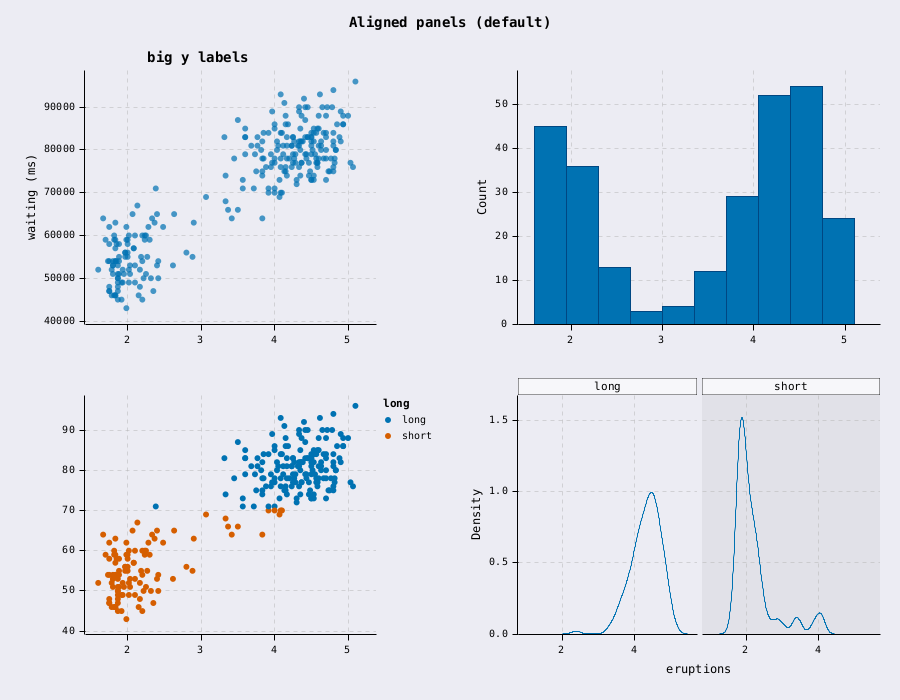 Aligned panels (default)
big y labels
waiting (ms)
90000
80000
70000
60000
50000
40000
2 3 4 5
Count
50
40
30
20
10
0
2 3 4 5
90
80
70
60
50
40
2 3 4 5
long
long
short
long short
Density
1.5
1.0
0.5
0.0
2 4 2 4
eruptions